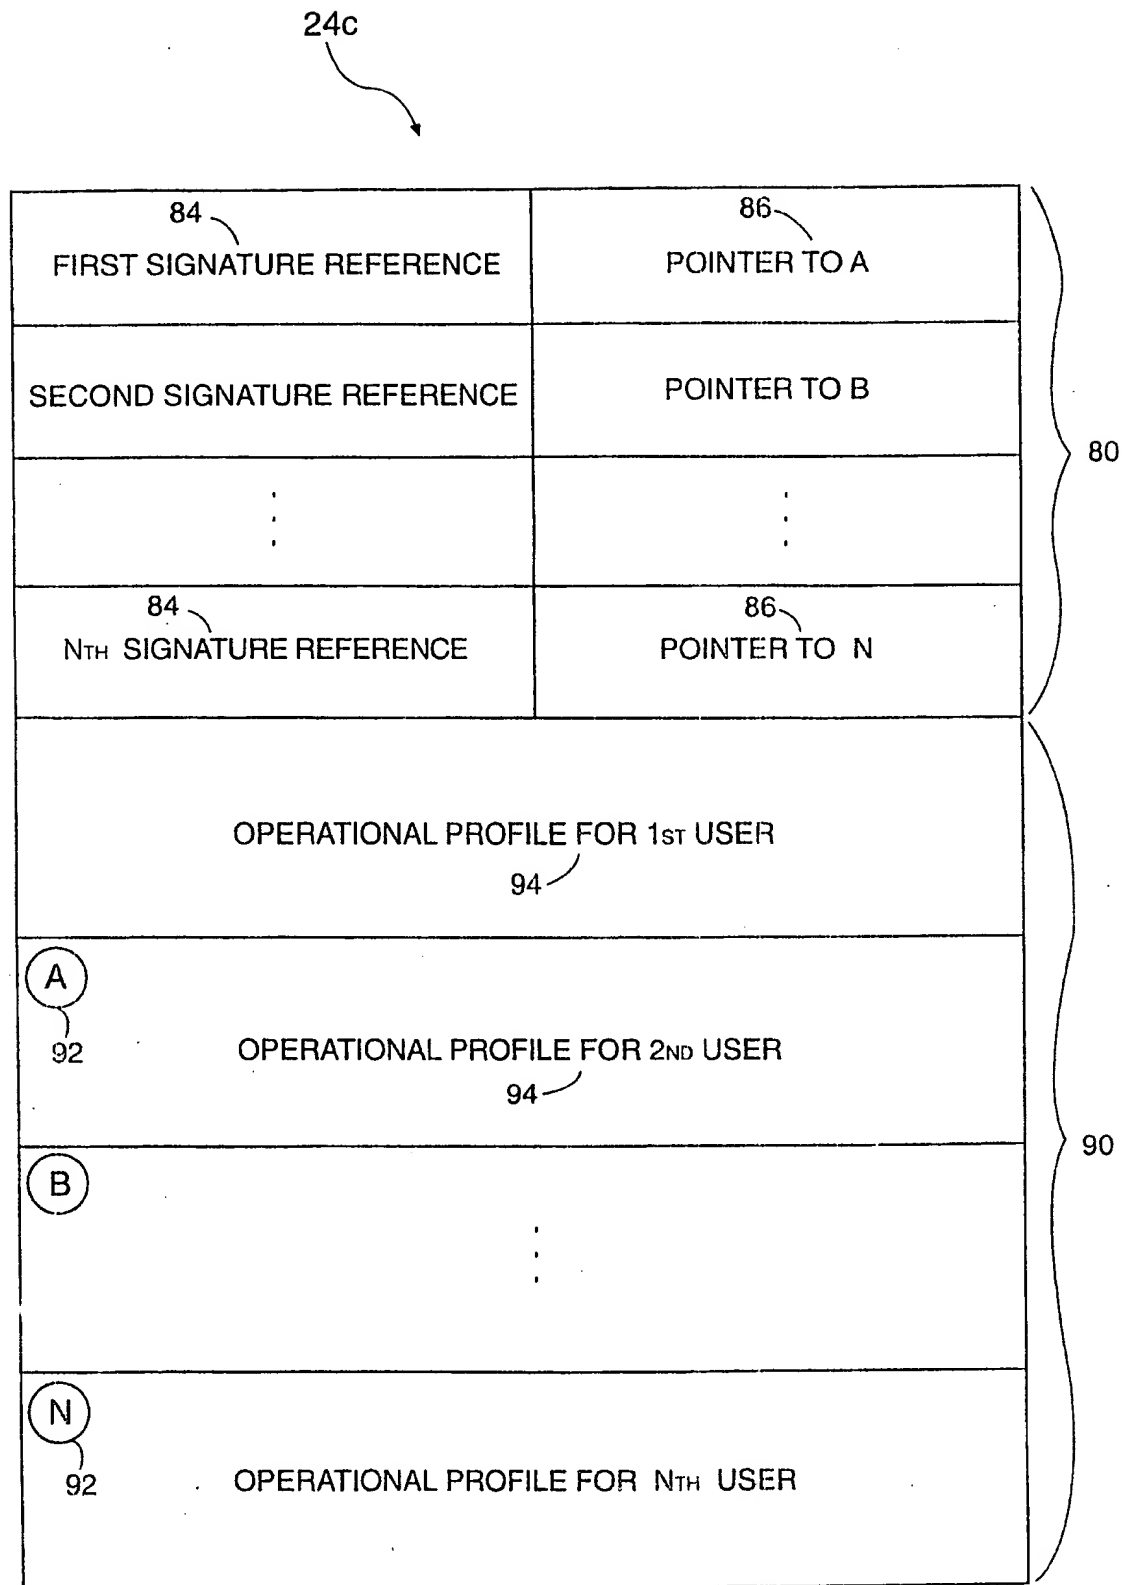 24c
84
86
FIRST SIGNATURE REFERENCE
POINTER TO A
SECOND SIGNATURE REFERENCE
POINTER TO B
80
84
86
NTH SIGNATURE REFERENCE
POINTER TO N
OPERATIONAL PROFILE FOR 1ST USER
94
A
92
OPERATIONAL PROFILE FOR 2ND USER
94
90
B
N
92
OPERATIONAL PROFILE FOR NTH USER